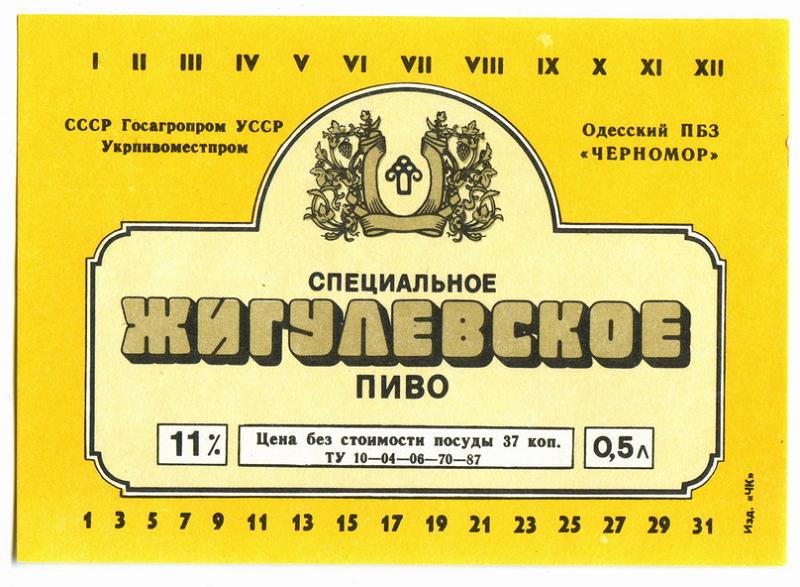 I II III IV V VI VII VIII IX X XI XII
СССР Госагропром УССР
Укрпивоместпром
Одесский ПБЗ
«ЧЕРНОМОР»
СПЕЦИАЛЬНОЕ
ЖИГУЛЕВСКОЕ
ПИВО
11%
Цена без стоимости посуды 37 коп.
ТУ 10—04—06—70—87
0,5л
1 3 5 7 9 11 13 15 17 19 21 23 25 27 29 31
Изд. «ЧК»